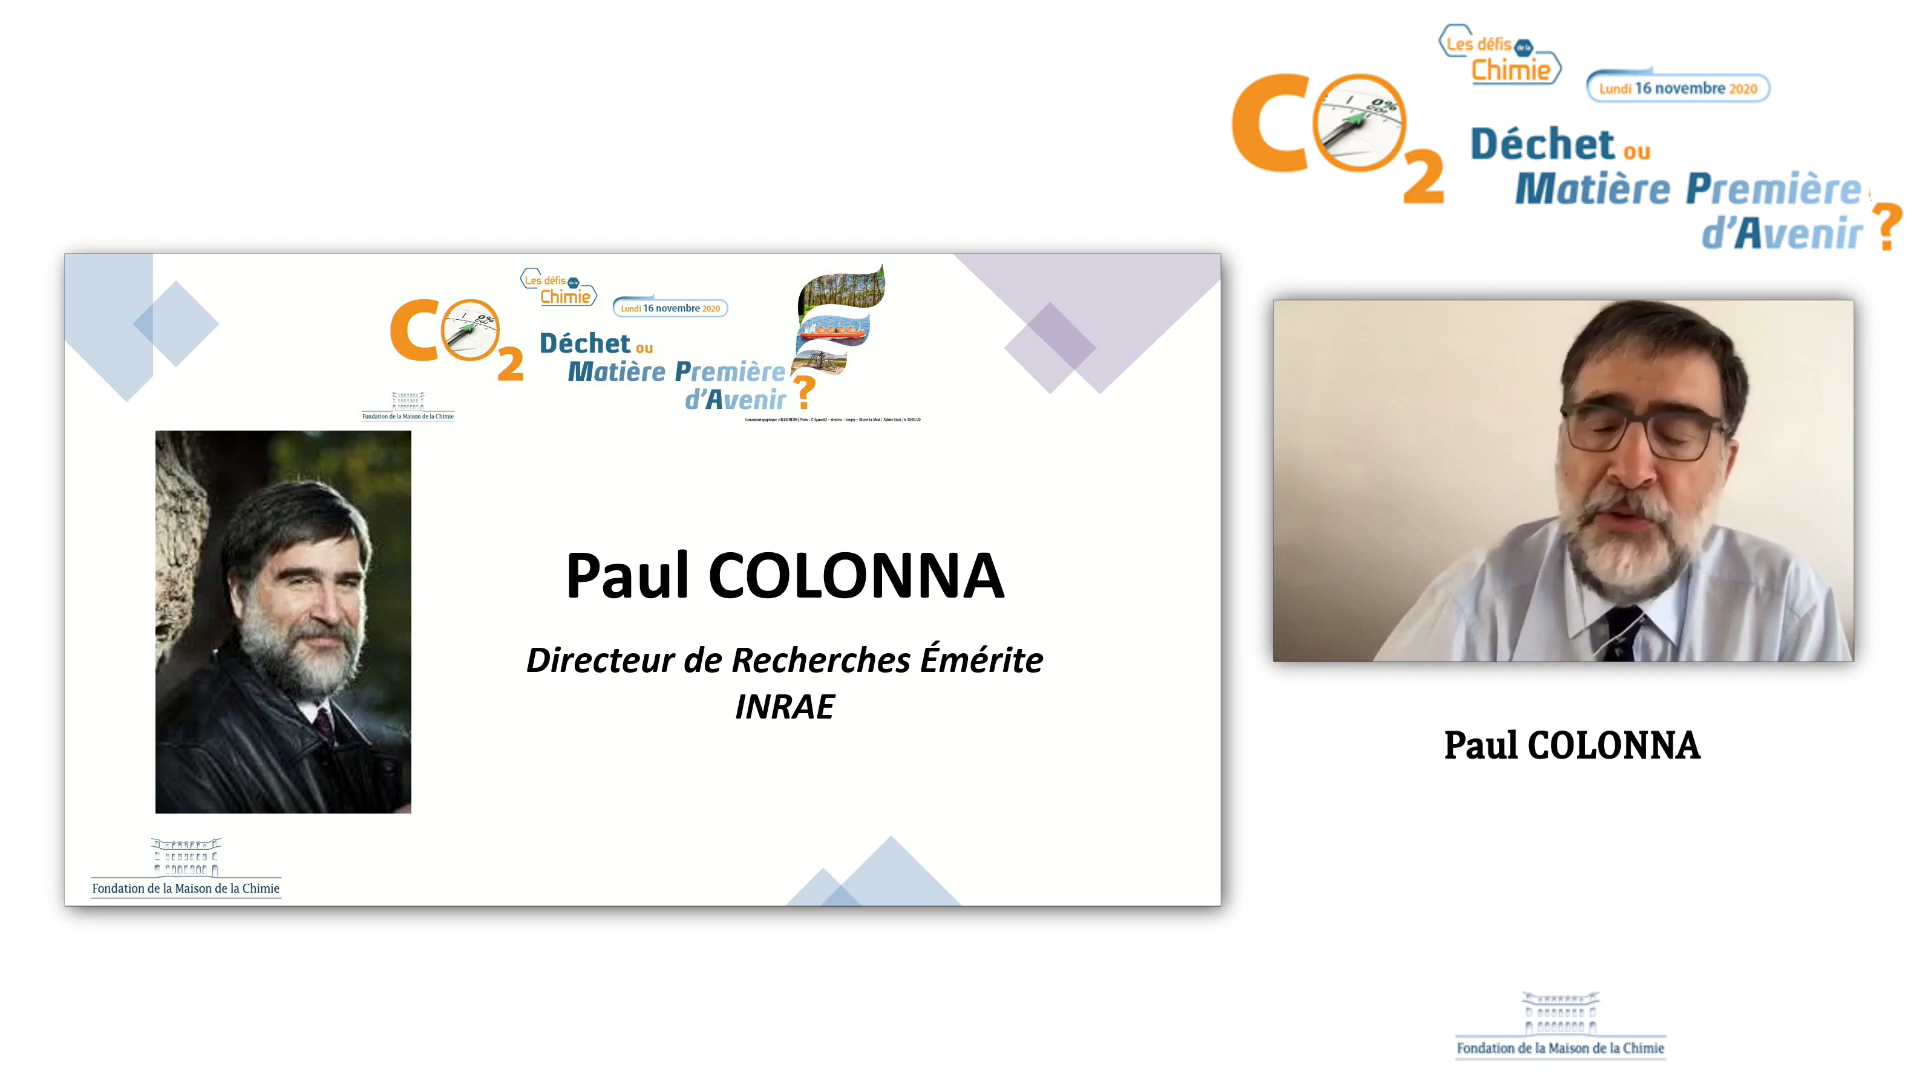 Les défis de la
Chimie
Lundi 16 novembre 2020
CO2
Déchet ou
Matière Première
d'Avenir ?
Les défis de la
Chimie
Lundi 16 novembre 2020
CO2
Déchet ou
Matière Première
d'Avenir ?
Fondation de la Maison de la Chimie
Paul COLONNA
Directeur de Recherches Émérite
INRAE
Fondation de la Maison de la Chimie
Paul COLONNA
Fondation de la Maison de la Chimie